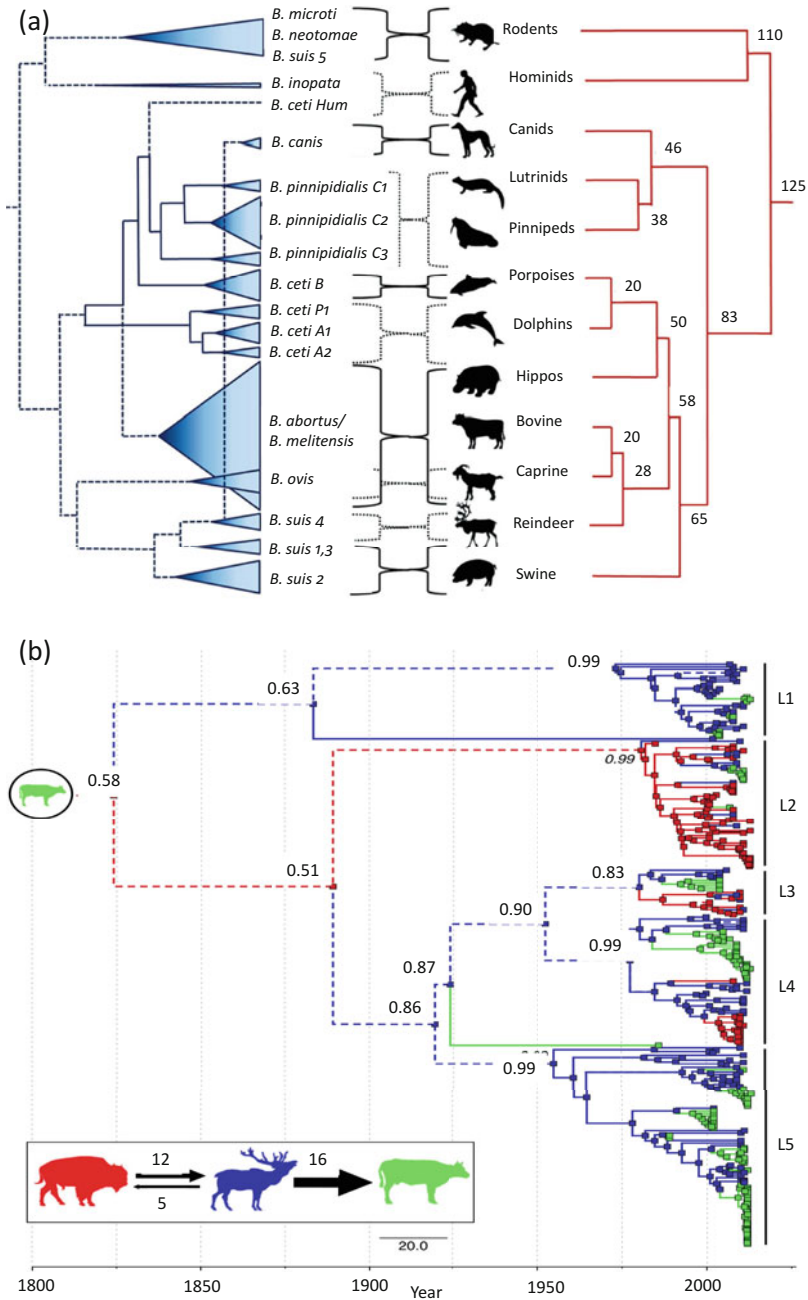 (a)
B. microti
B. neotomae
B. suis 5
B. inopata
B. ceti Hum
B. canis
B. pinnipidialis C1
B. pinnipidialis C2
B. pinnipidialis C3
B. ceti B
B. ceti P1
B. ceti A1
B. ceti A2
B. abortus/
B. melitensis
B. ovis
B. suis 4
B. suis 1,3
B. suis 2
Rodents
Hominids
Canids
Lutrinids
Pinnipeds
Porpoises
Dolphins
Hippos
Bovine
Caprine
Reindeer
Swine
110
46
125
38
20
83
50
58
20
28
65
(b)
0.99
0.63
L1
0.58
0.99
L2
0.51
0.83
L3
0.90
0.99
L4
0.87
0.86
0.99
L5
12
16
5
20.0
1800
1850
1900
Year
1950
2000